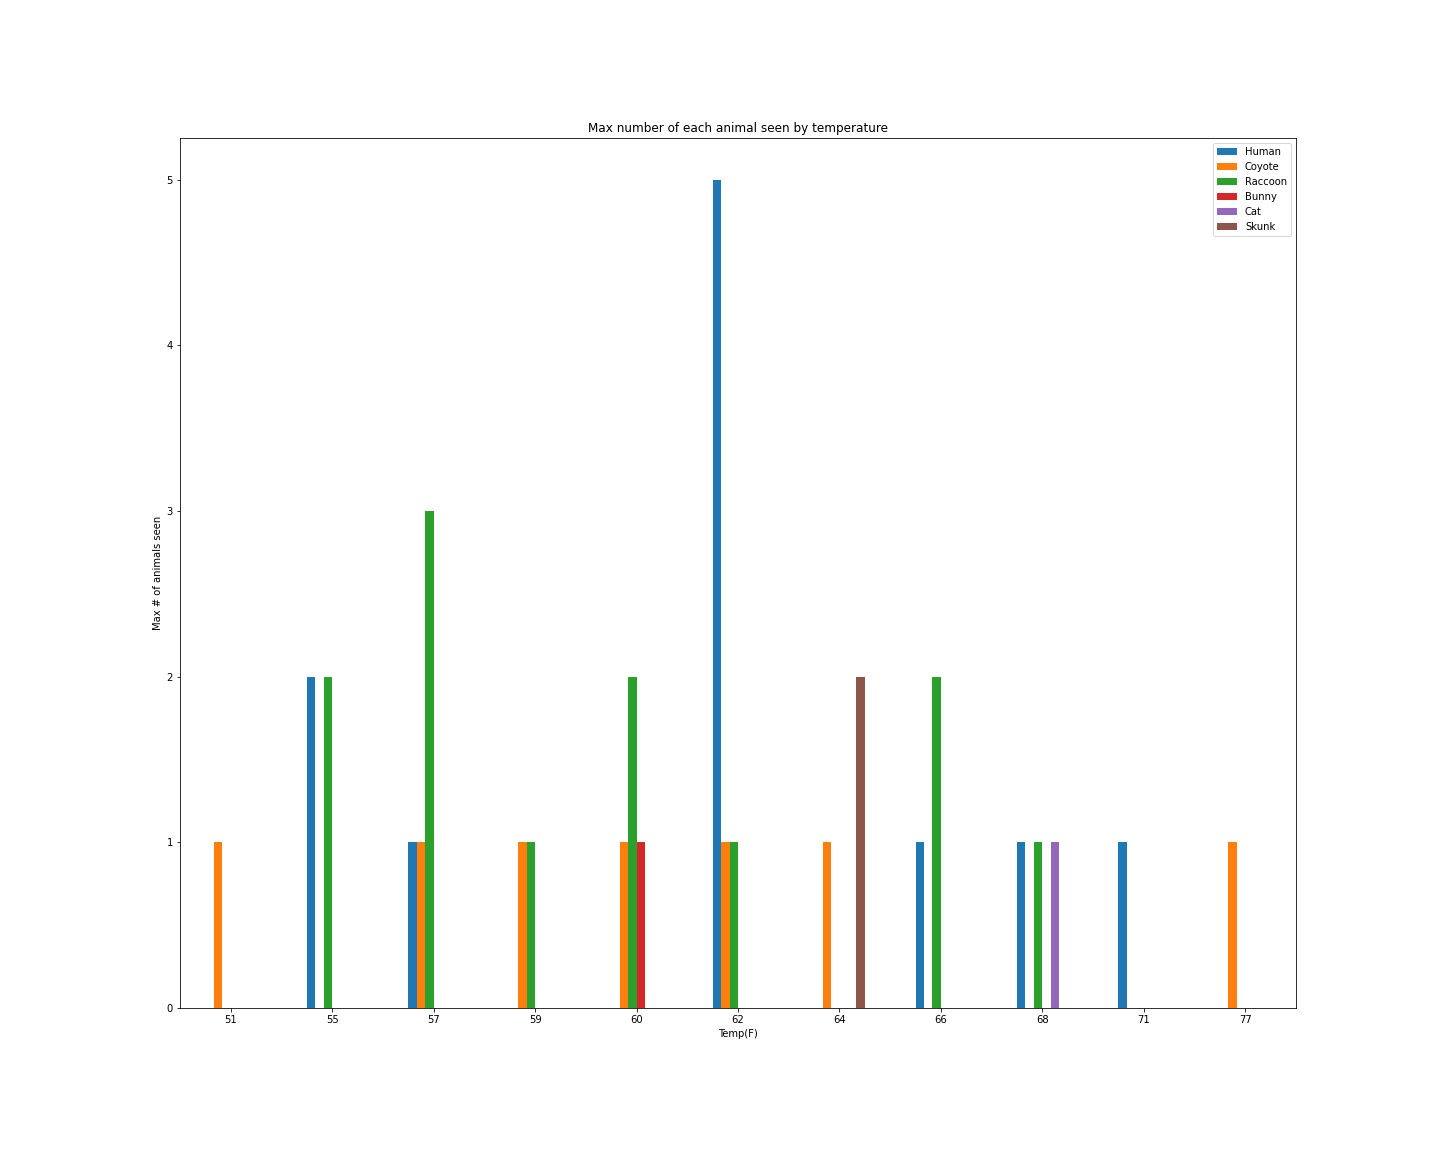 Max number of each animal seen by temperature
Human
Coyote
Raccoon
Bunny
Cat
Skunk
5
4
3
2
1
0
Max # of animals seen
51 55 57 59 60 62 64 66 68 71 77
Temp(F)